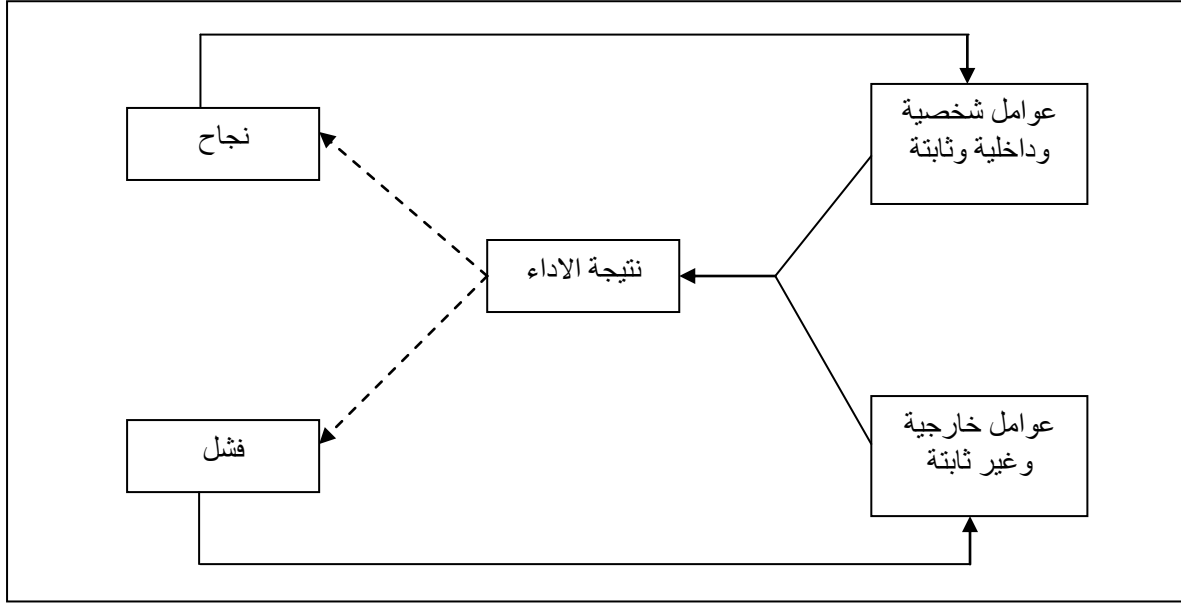 عوامل شخصية
وداخلية وثابتة
نجاح
نتيجة الاداء
عوامل خارجية
وغير ثابتة
فشل